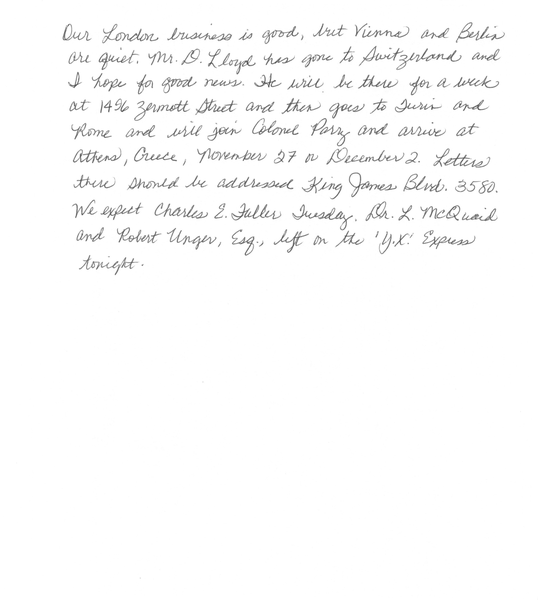 Our London business is good, but Vienna and Berlin
are quiet. Mr. D. Lloyd has gone to Switzerland and
I hope for good news. He will be there for a week
at 1496 Zermott Street and then goes to Turin and
Rome and will join Colonel Parry and arrive at
Athens, Greece, November 27 or December 2. Letters
there should be addressed King James Blvd. 3580.
We expect Charles E. Fuller Tuesday. Dr. L. McQuaid
and Robert Unger, Esq., left on the 'Y.X.' Express
tonight.